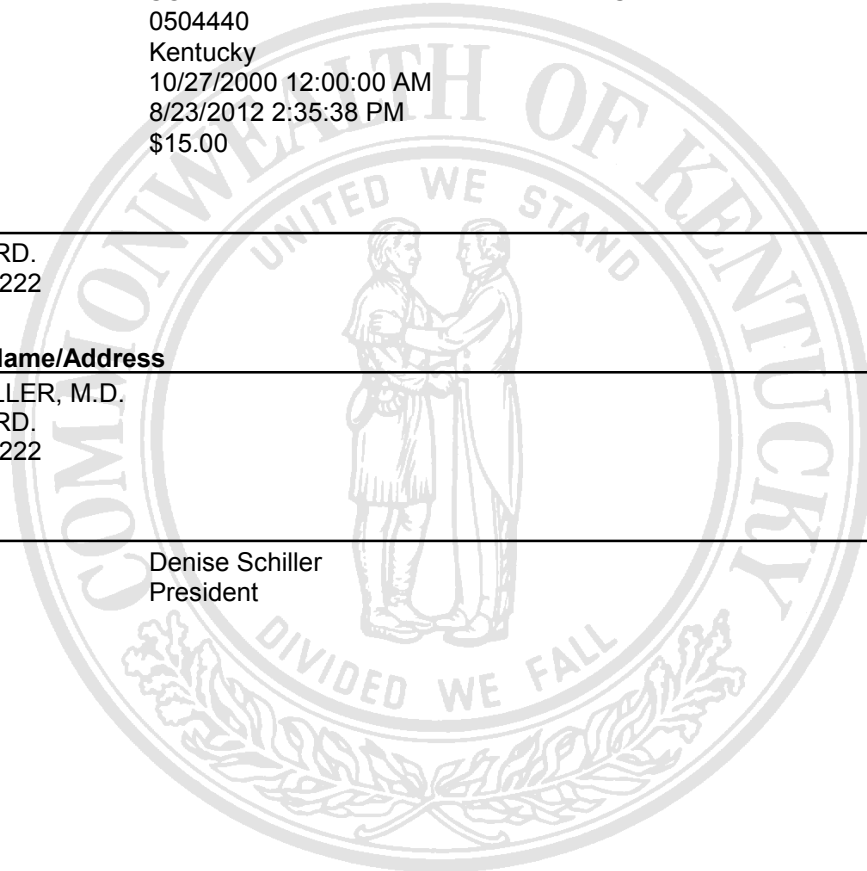 0504440
Kentucky
10/27/2000 12:00:00 AM
8/23/2012 2:35:38 PM
$15.00
COMMONWEALTH OF KENTUCKY
UNITED WE STAND
RD.
222
Name/Address
LLER, M.D.
RD.
222
Denise Schiller
President
DIVIDED WE FALL